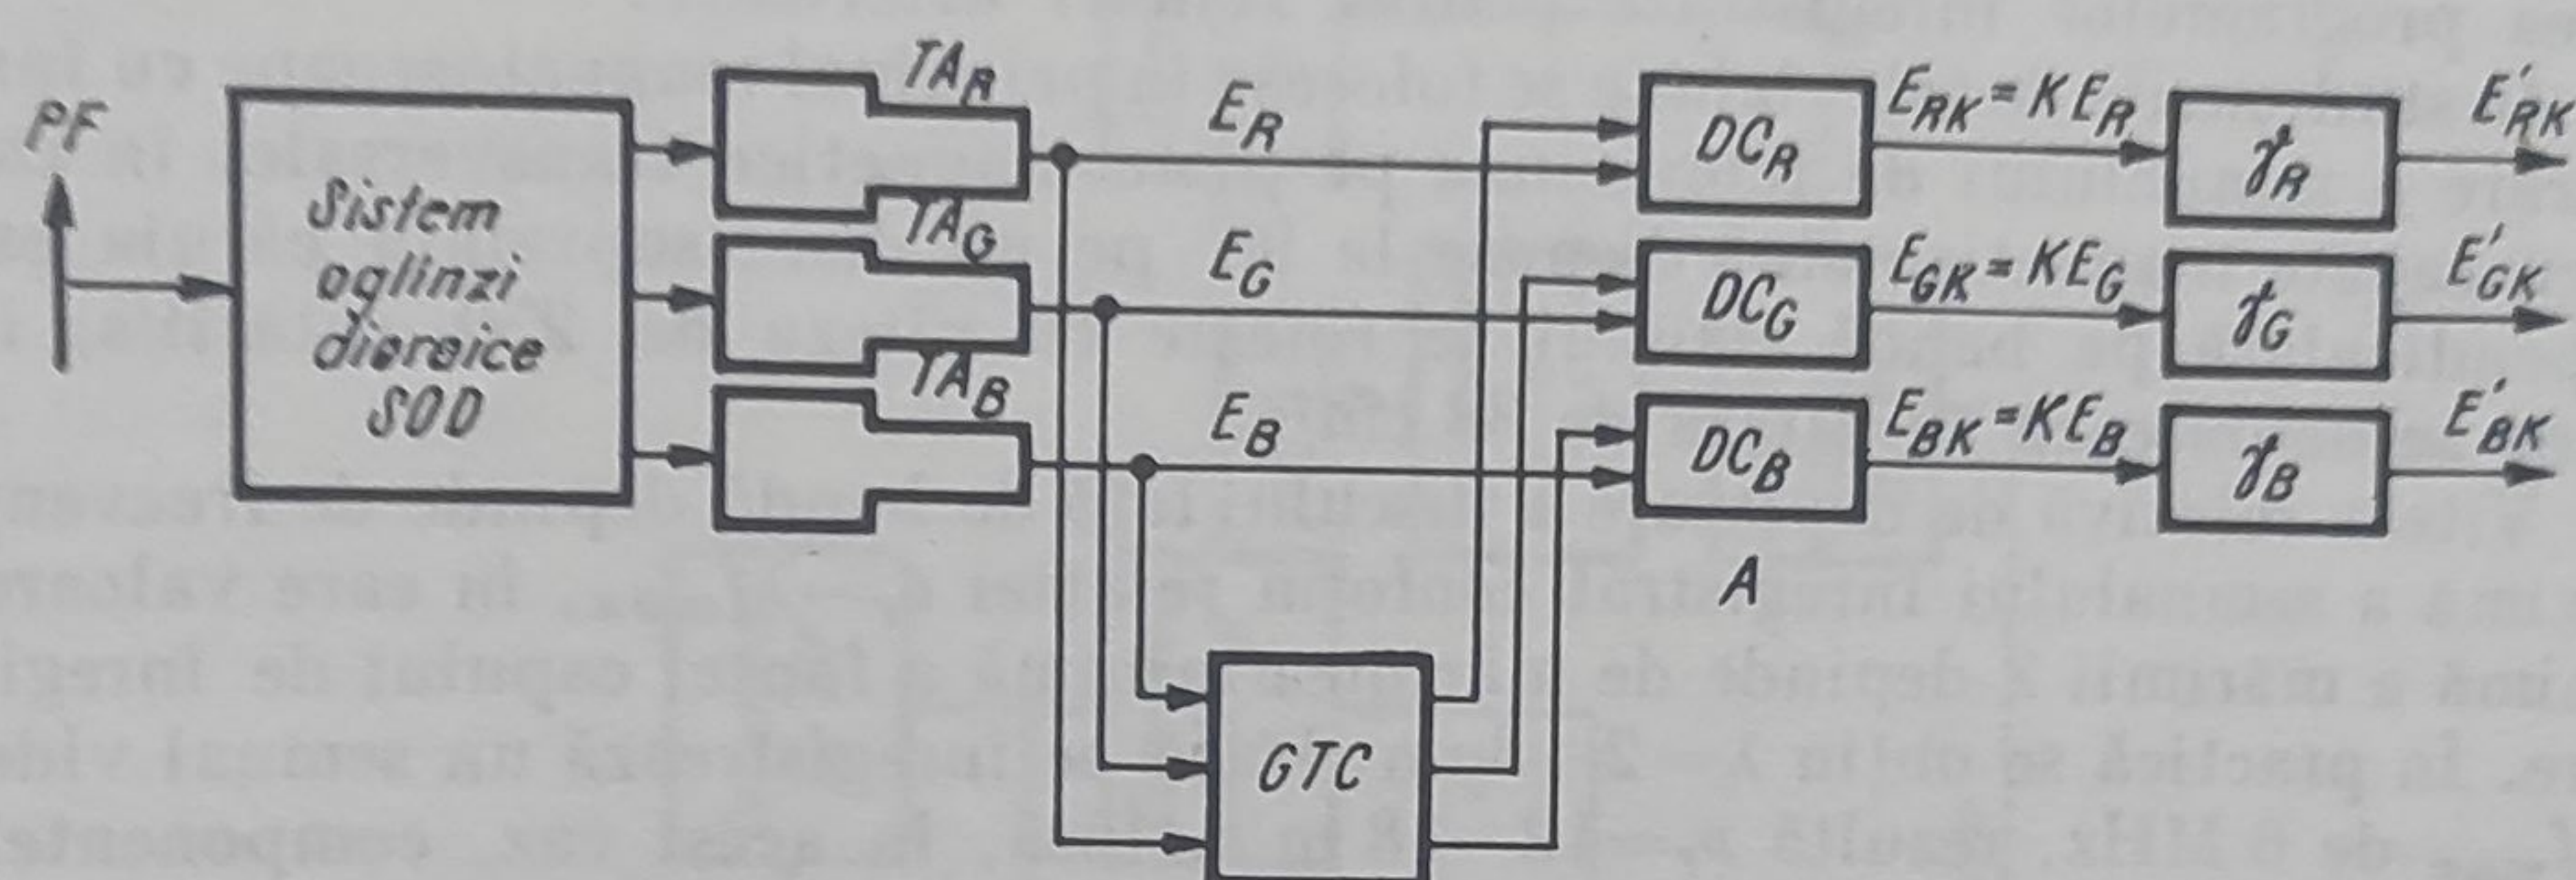 PF
Sistem
oglinzi
dicroice
SOD
TA_R
TA_G
TA_B
E_R
E_G
E_B
GTC
DC_R
DC_G
DC_B
A
E_RK = KE_R
E_GK = KE_G
E_BK = KE_B
γ_R
γ_G
γ_B
E'_RK
E'_GK
E'_BK